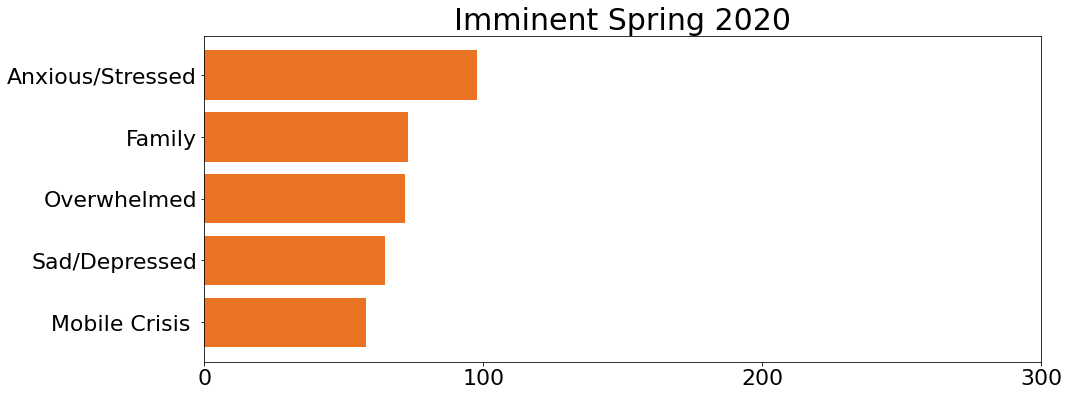 Imminent Spring 2020
Anxious/Stressed
Family
Overwhelmed
Sad/Depressed
Mobile Crisis
0 100 200 300